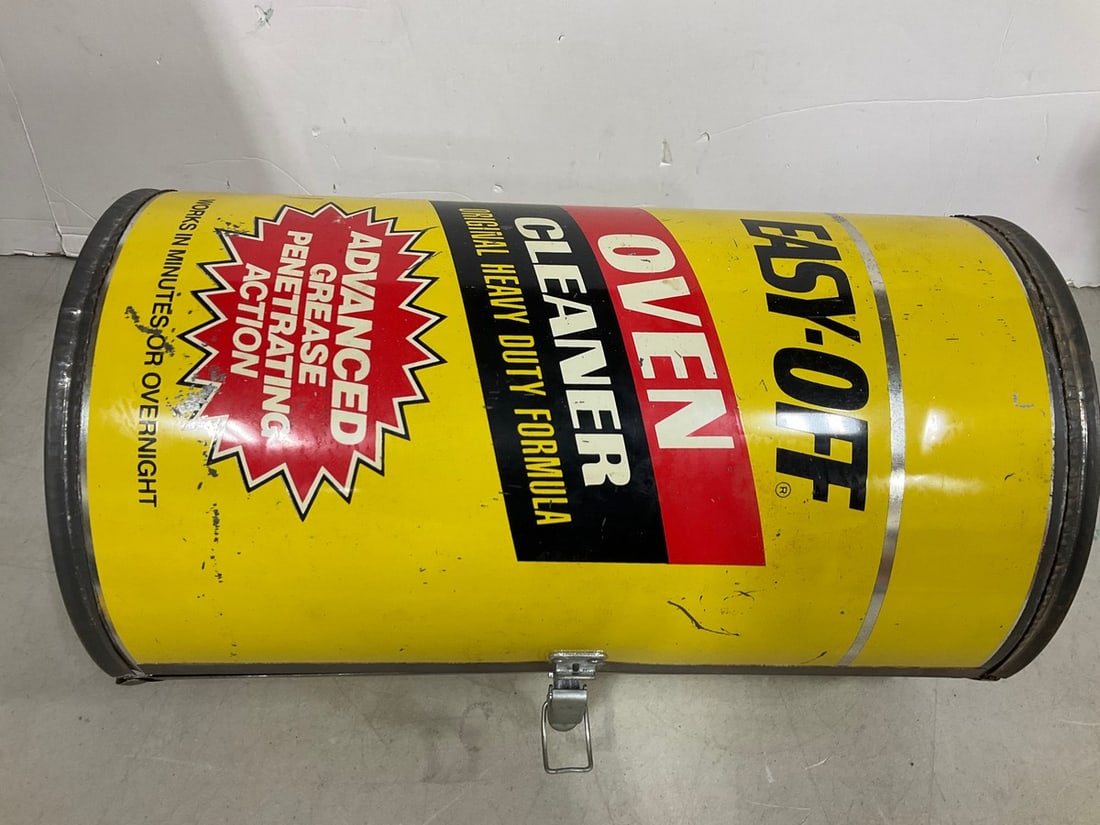 EASY-OFF®
OVEN
CLEANER
ORIGINAL HEAVY DUTY FORMULA
ADVANCED
GREASE
PENETRATING
ACTION
WORKS IN MINUTES OR OVERNIGHT